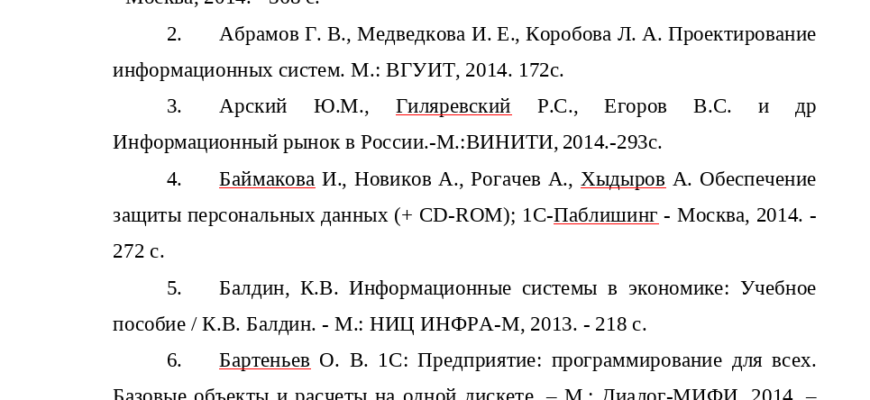 Москва, 2014. - 368 с.
2. Абрамов Г. В., Медведкова И. Е., Коробова Л. А. Проектирование
информационных систем. М.: ВГУИТ, 2014. 172с.
3. Арский Ю.М., Гиляревский Р.С., Егоров В.С. и др
Информационный рынок в России.-М.:ВИНИТИ, 2014.-293с.
4. Баймакова И., Новиков А., Рогачев А., Хыдыров А. Обеспечение
защиты персональных данных (+ CD-ROM); 1С-Паблишинг - Москва, 2014. -
272 с.
5. Балдин, К.В. Информационные системы в экономике: Учебное
пособие / К.В. Балдин. - М.: НИЦ ИНФРА-М, 2013. - 218 с.
6. Бартеньев О. В. 1С: Предприятие: программирование для всех.
Базовые объекты и расчеты на одной дискете. – М.: Диалог-МИФИ, 2014. –